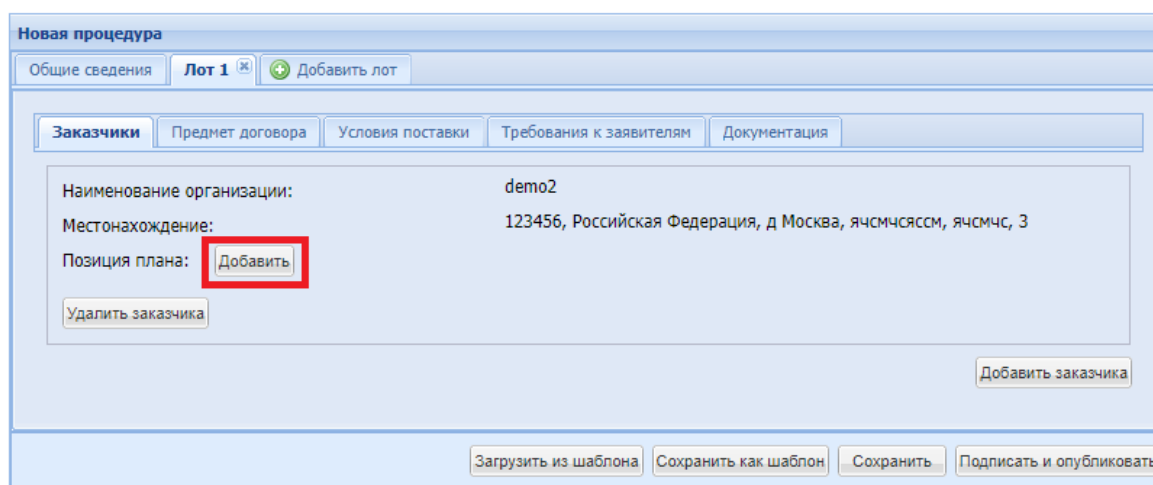 Новая процедура
Общие сведения Лот 1 Добавить лот
Заказчики Предмет договора Условия поставки Требования к заявителям Документация
Наименование организации: demo2
Местонахождение: 123456, Российская Федерация, д Москва, ячсмчсяссм, ячсмчс, 3
Позиция плана: Добавить
Удалить заказчика
Добавить заказчика
Загрузить из шаблона Сохранить как шаблон Сохранить Подписать и опубликовать